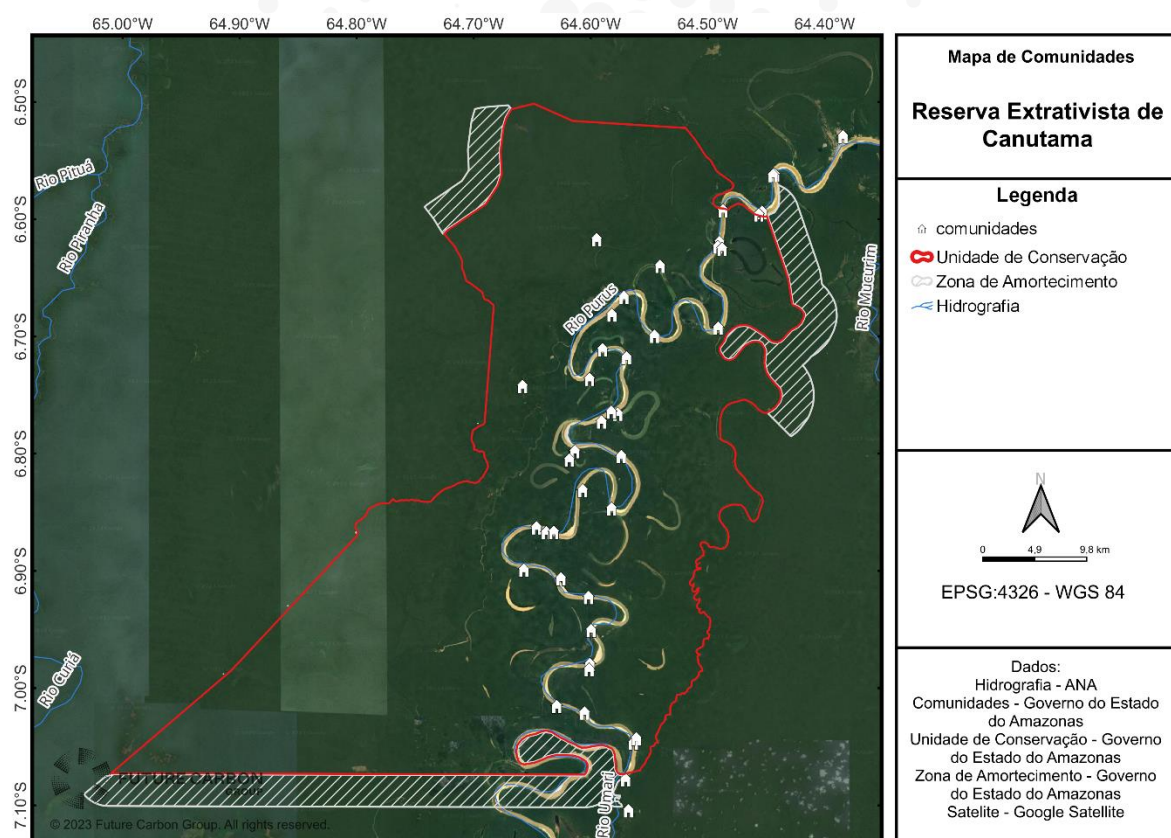 65.00°W 64.90°W 64.80°W 64.70°W 64.60°W 64.50°W 64.40°W
6.50°S
6.60°S
6.70°S
6.80°S
6.90°S
7.00°S
7.10°S
Rio Pituá
Rio Piranha
Rio Purus
Rio Mucurim
Rio Curiá
Rio Umari
FUTURE CARBON
GROUP
© 2023 Future Carbon Group. All rights reserved.
Mapa de Comunidades
Reserva Extrativista de
Canutama
Legenda
comunidades
Unidade de Conservação
Zona de Amortecimento
Hidrografia
N
0 4,9 9,8 km
EPSG:4326 - WGS 84
Dados:
Hidrografia - ANA
Comunidades - Governo do Estado
do Amazonas
Unidade de Conservação - Governo
do Estado do Amazonas
Zona de Amortecimento - Governo
do Estado do Amazonas
Satelite - Google Satellite